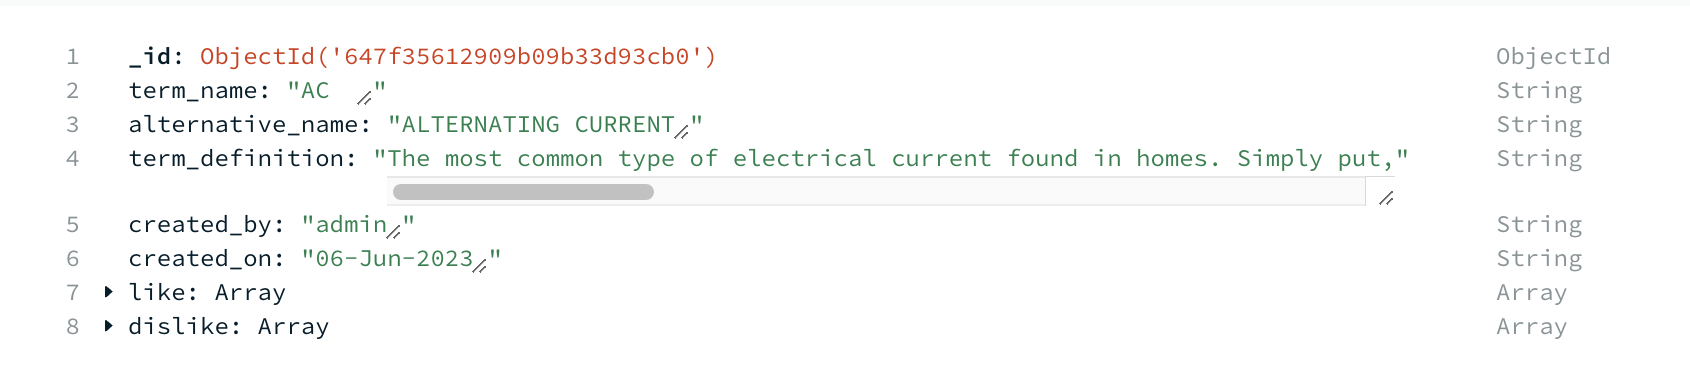 1 _id: ObjectId('647f35612909b09b33d93cb0') ObjectId
2 term_name: "AC " String
3 alternative_name: "ALTERNATING CURRENT" String
4 term_definition: "The most common type of electrical current found in homes. Simply put," String
5 created_by: "admin" String
6 created_on: "06-Jun-2023" String
7 like: Array Array
8 dislike: Array Array